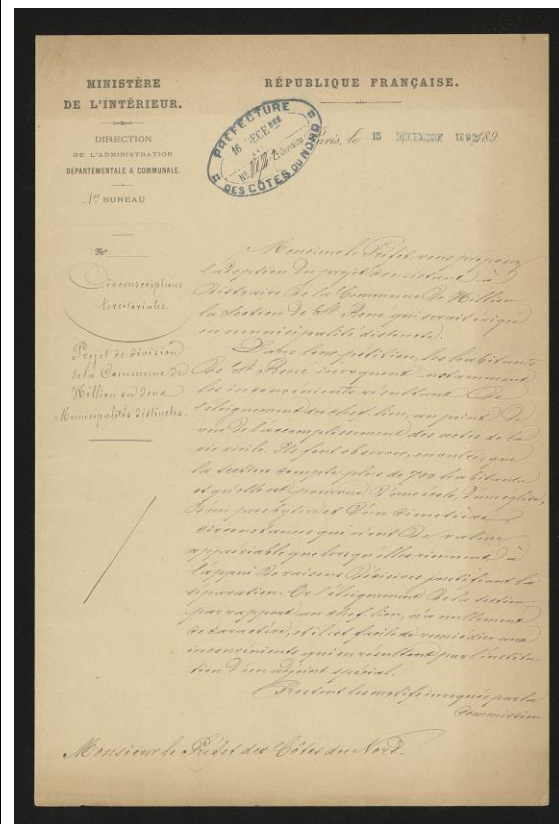 MINISTÈRE
DE L'INTÉRIEUR.
DIRECTION
DE L'ADMINISTRATION
DÉPARTEMENTALE & COMMUNALE.
1er BUREAU
No
Circonscriptions
territoriales
Projet de division
de la Commune de
Hillion en deux
Municipalités distinctes.
RÉPUBLIQUE FRANÇAISE.
PRÉFECTURE
16 DÉCEBRE
No
DES CÔTES DU NORD
Paris, le 15 DÉCEMBRE 1892 189
Monsieur le Préfet, vous proposez
l'adoption du projet consistant à
distraire de la Commune de Hillion
la section de St René qui serait érigée
en municipalité distincte.
Dans leur pétition, les habitants
de St René invoquent notamment
les inconvénients résultant de
l'éloignement du chef-lieu, au point de
vue de l'accomplissement des actes de la
vie civile. Ils font observer, en outre, que
la section compte plus de 700 habitants
et qu'elle est pourvue d'une école, d'une église,
d'un presbytère et d'un cimetière,
circonstances qui n'ont de valeur
appréciable que lorsqu'elles viennent à
l'appui de raisons décisives justifiant la
séparation. Or l'éloignement de la section
par rapport au chef-lieu, n'a nullement
ce caractère, et il est facile de remédier aux
inconvénients qui en résultent par l'institu-
tion d'un adjoint spécial.
Restent les motifs invoqués par la
Commission
Monsieur le Préfet des Côtes du Nord.